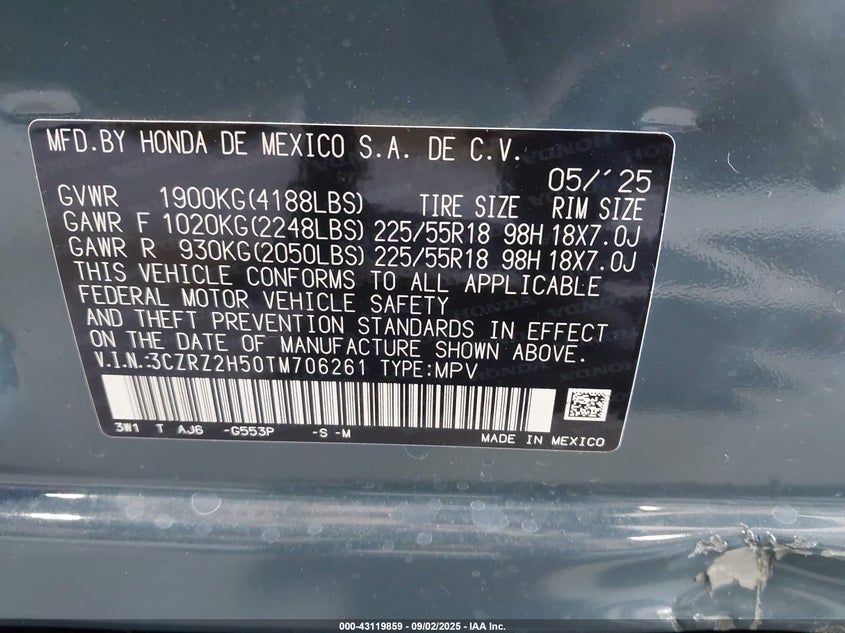 MFD.BY HONDA DE MEXICO S.A. DE C.V.
05/'25
GVWR 1900KG(4188LBS) TIRE SIZE RIM SIZE
GAWR F 1020KG(2248LBS) 225/55R18 98H 18X7.0J
GAWR R 930KG(2050LBS) 225/55R18 98H 18X7.0J
THIS VEHICLE CONFORMS TO ALL APPLICABLE
FEDERAL MOTOR VEHICLE SAFETY
AND THEFT PREVENTION STANDARDS IN EFFECT
ON THE DATE OF MANUFACTURE SHOWN ABOVE.
V.I.N.:3CZRZ2H50TM706261 TYPE:MPV
3W1 T AJ6 -G553P -S -M
MADE IN MEXICO
000-43119859 - 09/02/2025 - IAA Inc.